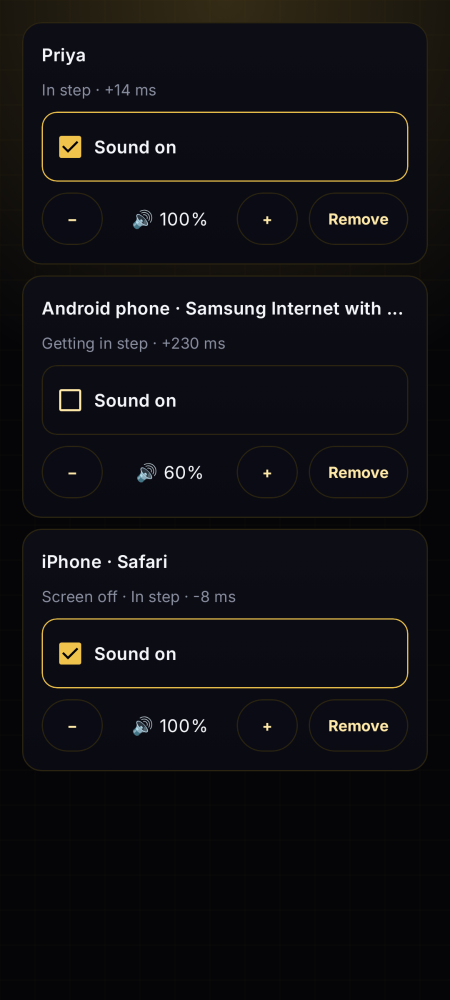 Priya
In step · +14 ms
Sound on
– 🔊 100% + Remove
Android phone · Samsung Internet with ...
Getting in step · +230 ms
Sound on
– 🔊 60% + Remove
iPhone · Safari
Screen off · In step · -8 ms
Sound on
– 🔊 100% + Remove